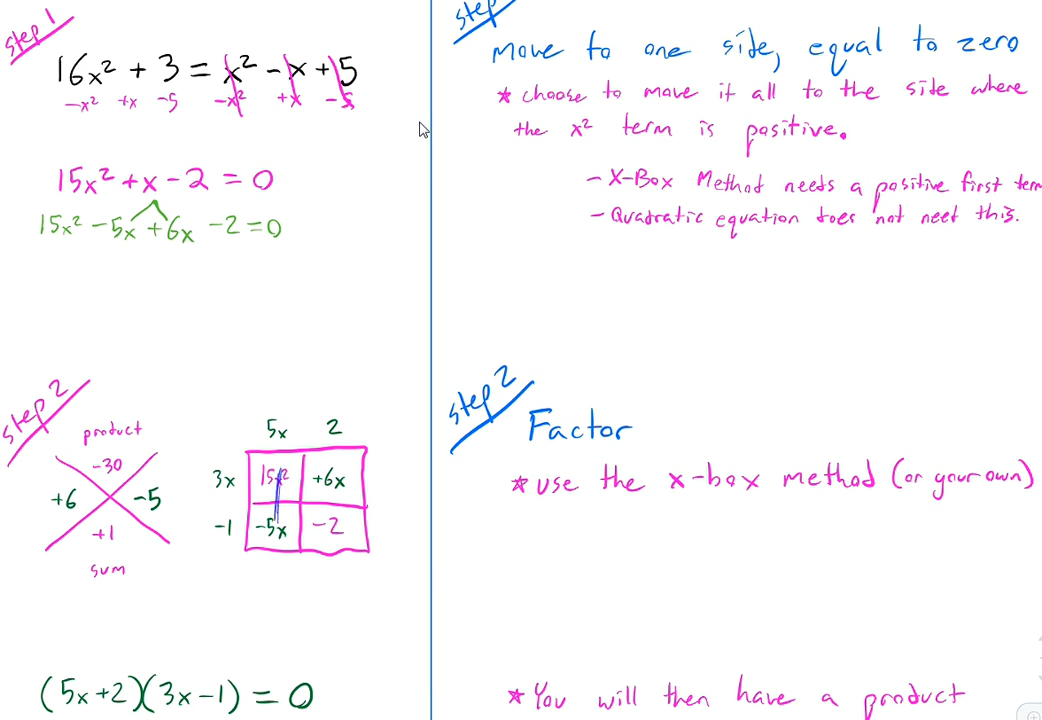 step 1
16x² + 3 = x² - x + 5
-x² +x -5 -x² +x -5
15x² + x - 2 = 0
15x² - 5x + 6x - 2 = 0
step 2
product
-30
+6 -5
+1
sum
5x 2
3x 15x² +6x
-1 -5x -2
(5x+2)(3x-1) = 0
step
Move to one side, equal to zero
* choose to move it all to the side where
the x² term is positive.
- X-Box Method needs a positive first term
- Quadratic equation does not neet this.
step 2
Factor
* use the x-box method (or your own)
* You will then have a product